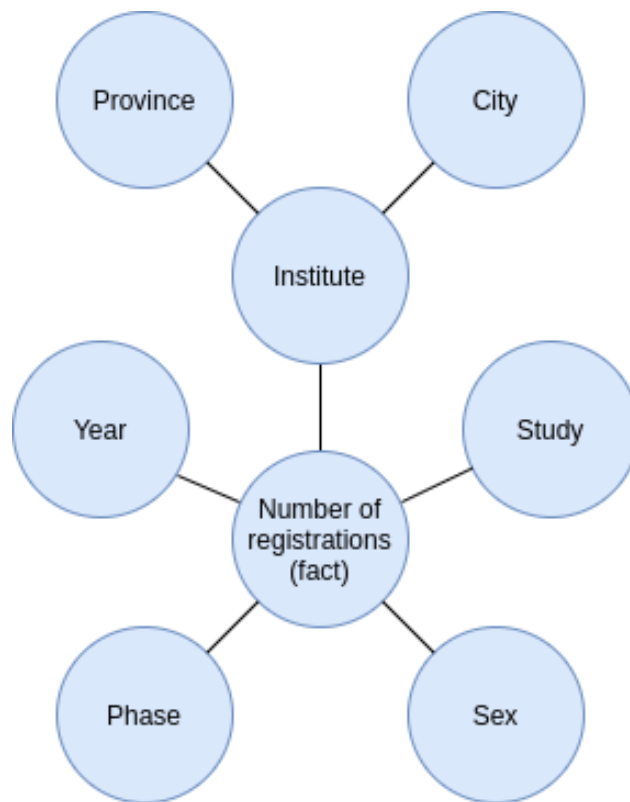 Province
City
Institute
Year
Study
Number of
registrations
(fact)
Phase
Sex